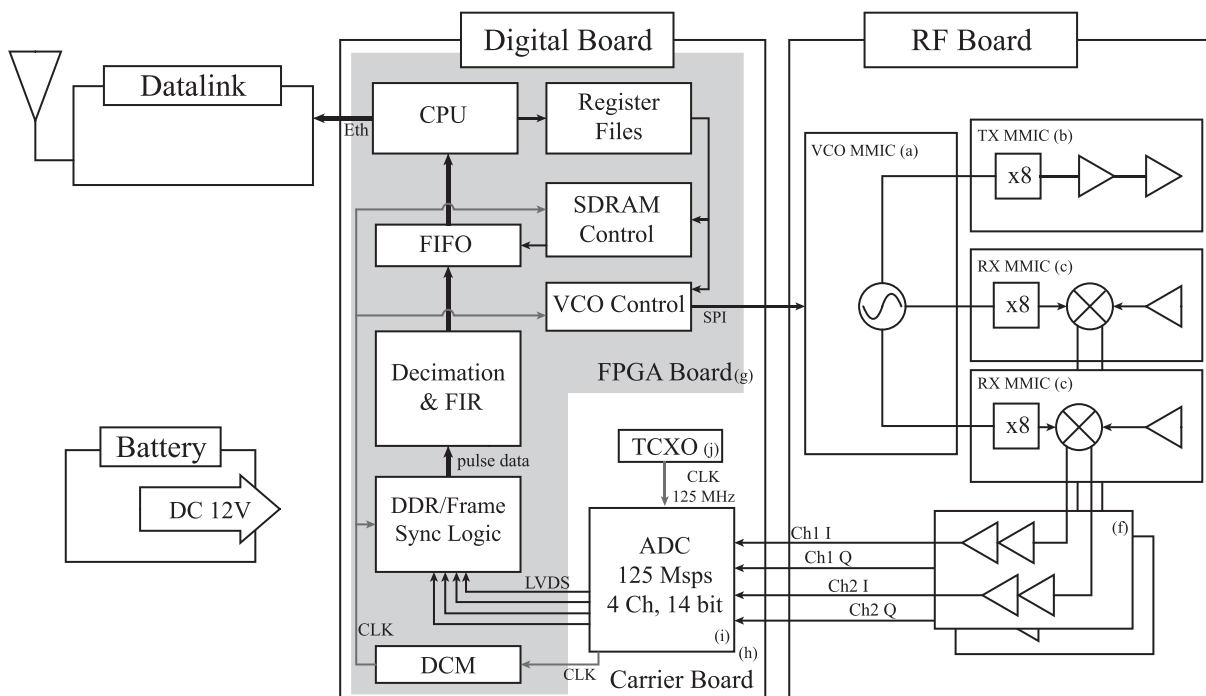 Digital Board
RF Board
Datalink
Eth
CPU
Register
Files
VCO MMIC (a)
TX MMIC (b)
x8
SDRAM
Control
FIFO
VCO Control
SPI
RX MMIC (c)
x8
Decimation
& FIR
FPGA Board (g)
RX MMIC (c)
x8
Battery
DC 12V
pulse data
TCXO (j)
CLK
125 MHz
DDR/Frame
Sync Logic
ADC
125 Msps
4 Ch, 14 bit
(i)
(h)
LVDS
Ch1 I
Ch1 Q
Ch2 I
Ch2 Q
(f)
CLK
DCM
CLK
Carrier Board